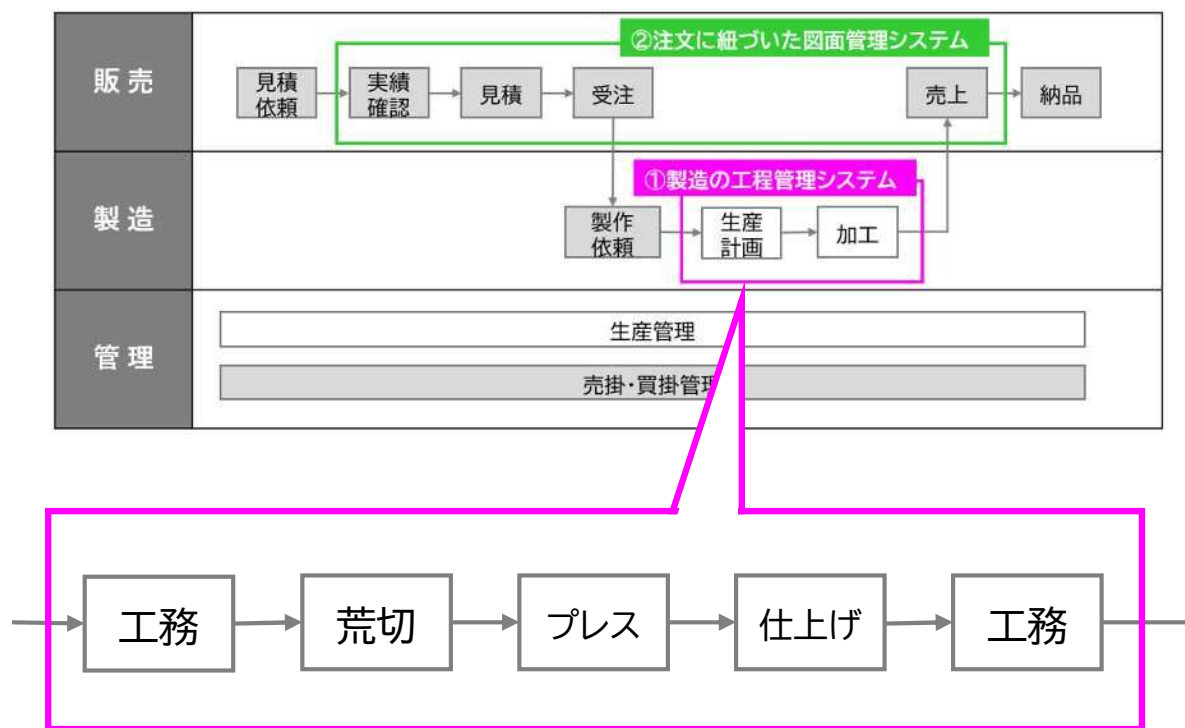 ②注文に紐づいた図面管理システム
販売
見積
依頼
実績
確認
見積
受注
売上
納品
①製造の工程管理システム
製造
製作
依頼
生産
計画
加工
管理
生産管理
売掛・買掛管理
工務
荒切
プレス
仕上げ
工務